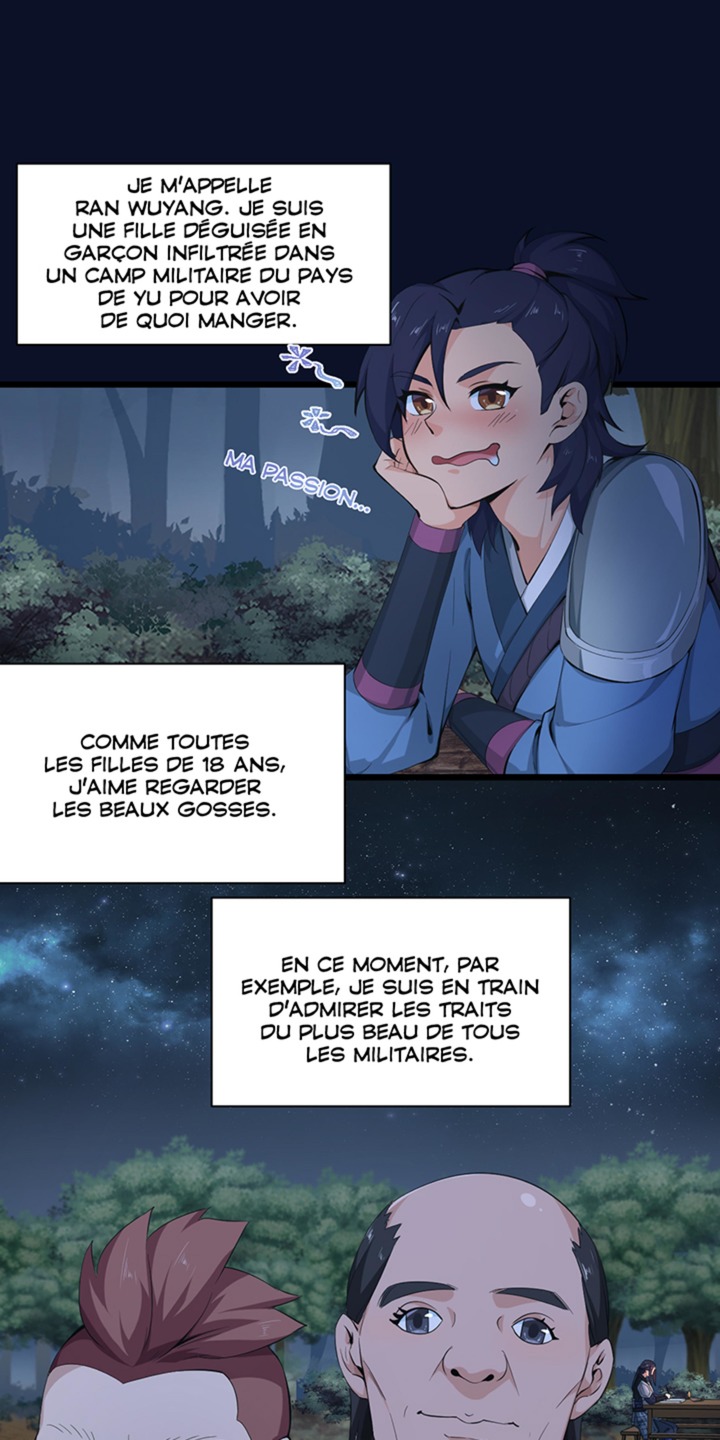 JE M'APPELLE
RAN WUYANG. JE SUIS
UNE FILLE DÉGUISÉE EN
GARÇON INFILTRÉE DANS
UN CAMP MILITAIRE DU PAYS
DE YU POUR AVOIR
DE QUOI MANGER.
MA PASSION...
COMME TOUTES
LES FILLES DE 18 ANS,
J'AIME REGARDER
LES BEAUX GOSSES.
EN CE MOMENT, PAR
EXEMPLE, JE SUIS EN TRAIN
D'ADMIRER LES TRAITS
DU PLUS BEAU DE TOUS
LES MILITAIRES.